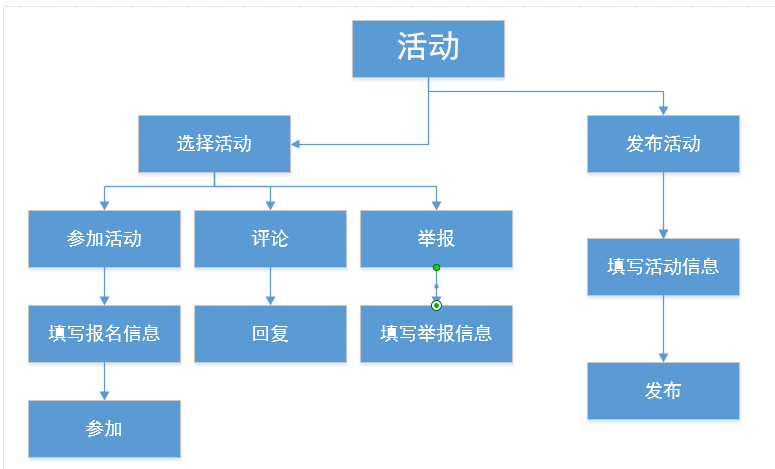 活动
选择活动
发布活动
参加活动
评论
举报
填写活动信息
填写报名信息
回复
填写举报信息
发布
参加